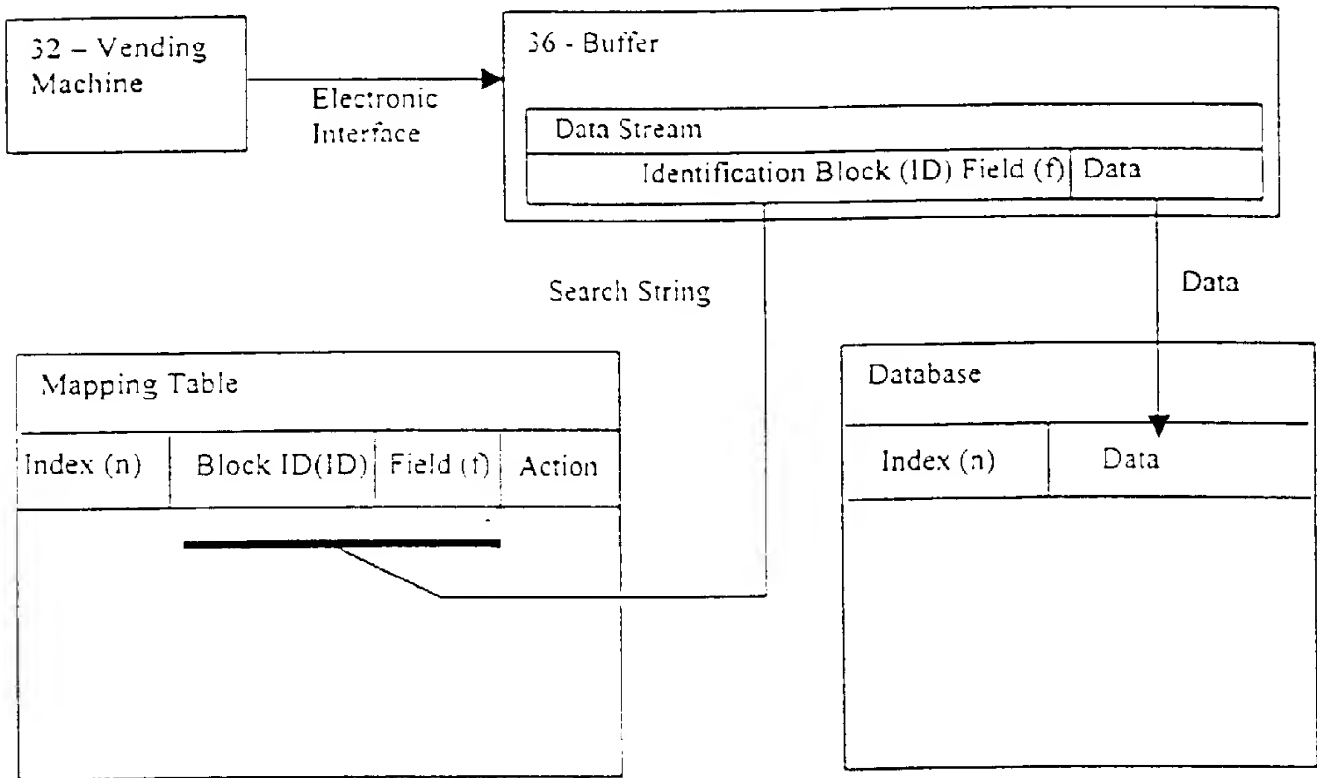 32 – Vending
Machine
Electronic
Interface
36 - Buffer
Data Stream
Identification Block (ID) Field (f) Data
Search String
Data
Mapping Table
Index (n) Block ID(ID) Field (f) Action
Database
Index (n) Data